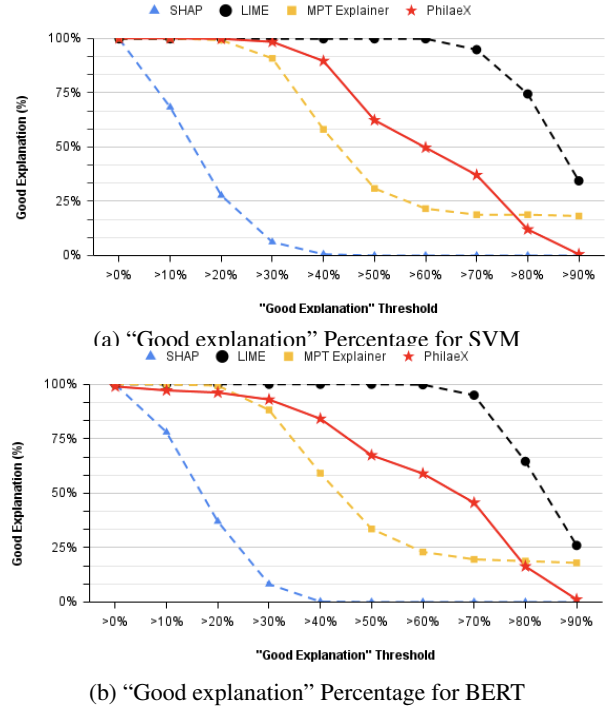 SHAP LIME MPT Explainer PhilaeX
100%
75%
50%
25%
0%
Good Explanation (%)
>0% >10% >20% >30% >40% >50% >60% >70% >80% >90%
"Good Explanation" Threshold
(a) “Good explanation” Percentage for SVM
SHAP LIME MPT Explainer PhilaeX
100%
75%
50%
25%
0%
Good Explanation (%)
>0% >10% >20% >30% >40% >50% >60% >70% >80% >90%
"Good Explanation" Threshold
(b) “Good explanation” Percentage for BERT